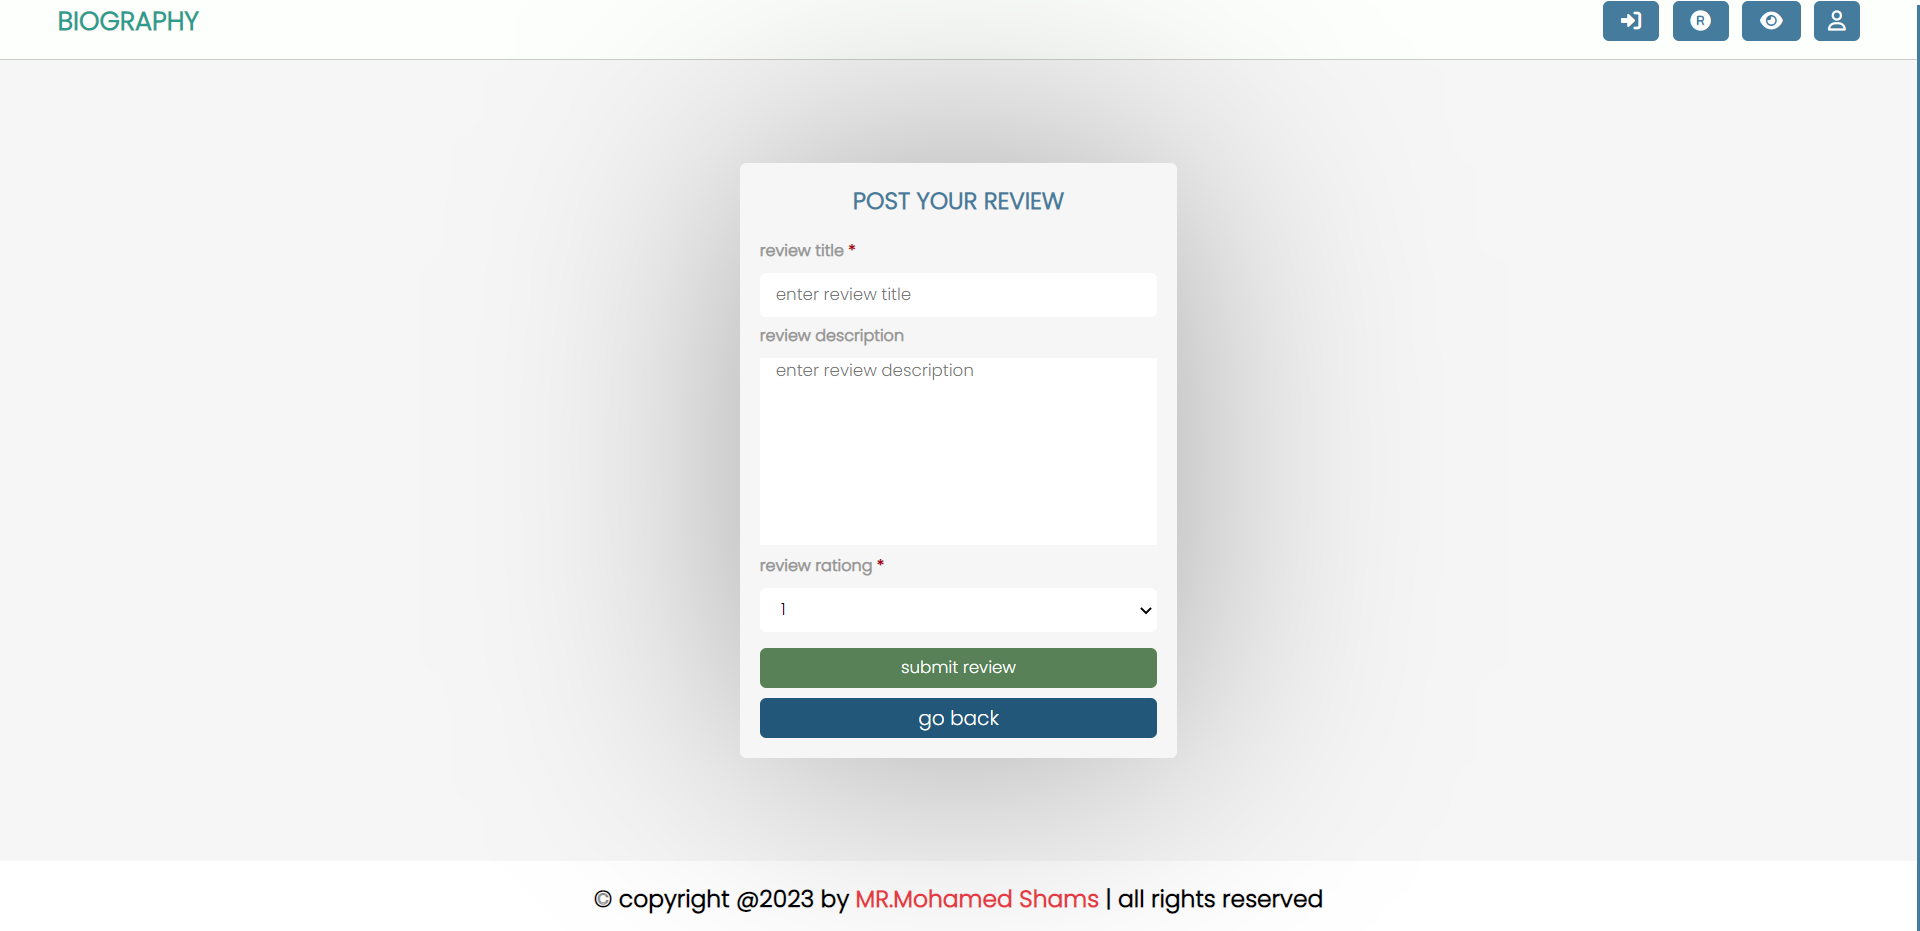 BIOGRAPHY
R
POST YOUR REVIEW
review title *
enter review title
review description
enter review description
review rationg *
1
submit review
go back
© copyright @2023 by MR.Mohamed Shams | all rights reserved